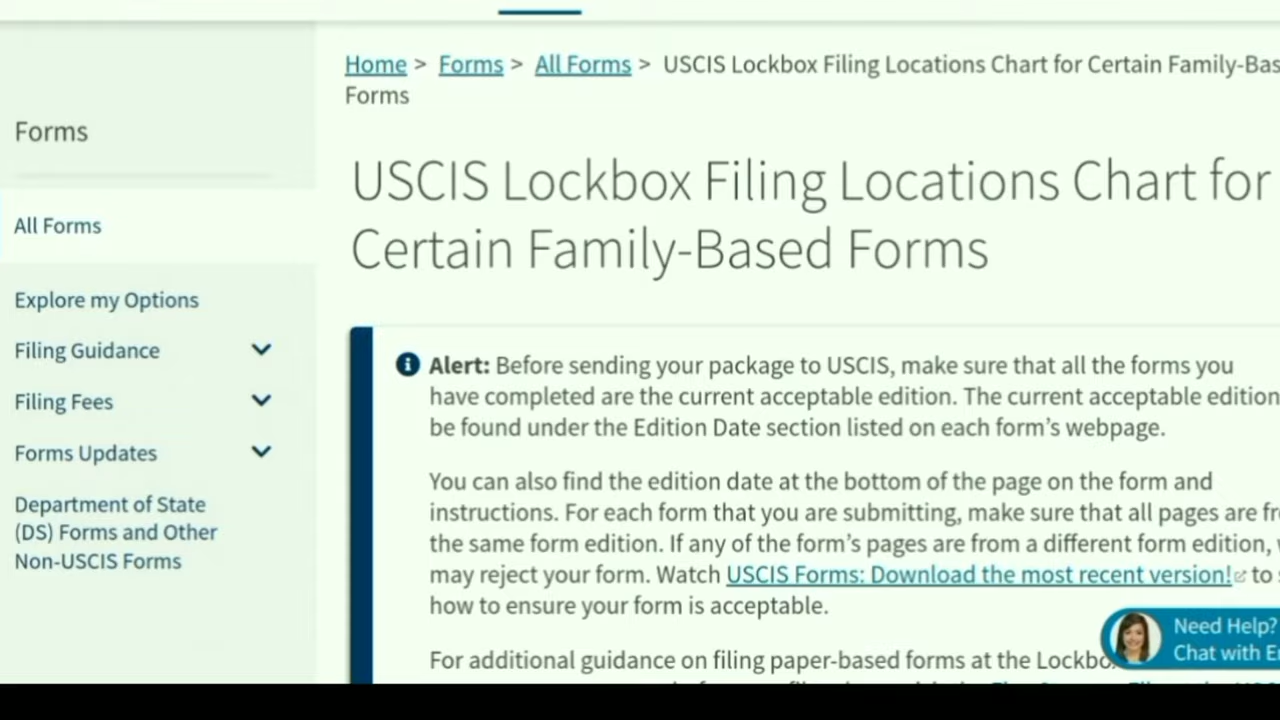 Home > Forms > All Forms > USCIS Lockbox Filing Locations Chart for Certain Family-Bas
Forms
Forms
All Forms
Explore my Options
Filing Guidance
Filing Fees
Forms Updates
Department of State
(DS) Forms and Other
Non-USCIS Forms
USCIS Lockbox Filing Locations Chart for
Certain Family-Based Forms
Alert: Before sending your package to USCIS, make sure that all the forms you
have completed are the current acceptable edition. The current acceptable edition
be found under the Edition Date section listed on each form's webpage.
You can also find the edition date at the bottom of the page on the form and
instructions. For each form that you are submitting, make sure that all pages are fr
the same form edition. If any of the form's pages are from a different form edition,
may reject your form. Watch USCIS Forms: Download the most recent version! to
how to ensure your form is acceptable.
For additional guidance on filing paper-based forms at the Lockbo
Need Help?
Chat with E